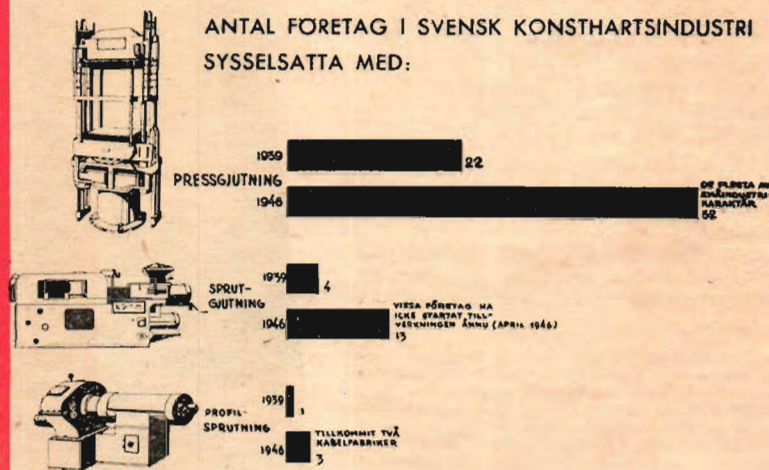 ANTAL FÖRETAG I SVENSK KONSTHARTSINDUSTRI
SYSSELSATTA MED:
1939
22
PRESSGJUTNING
1946
DE FLESTA AV
SMÅINDUSTRI
KARAKTÄR
52
1939
4
SPRUT-
GJUTNING
1946
VISSA FÖRETAG HA
ICKE STARTAT TILL-
VERKNINGEN ÄNNU (APRIL 1946)
13
1939
1
PROFIL-
SPRUTNING
1946
TILLKOMMIT TVÅ
KABELFABRIKER
3